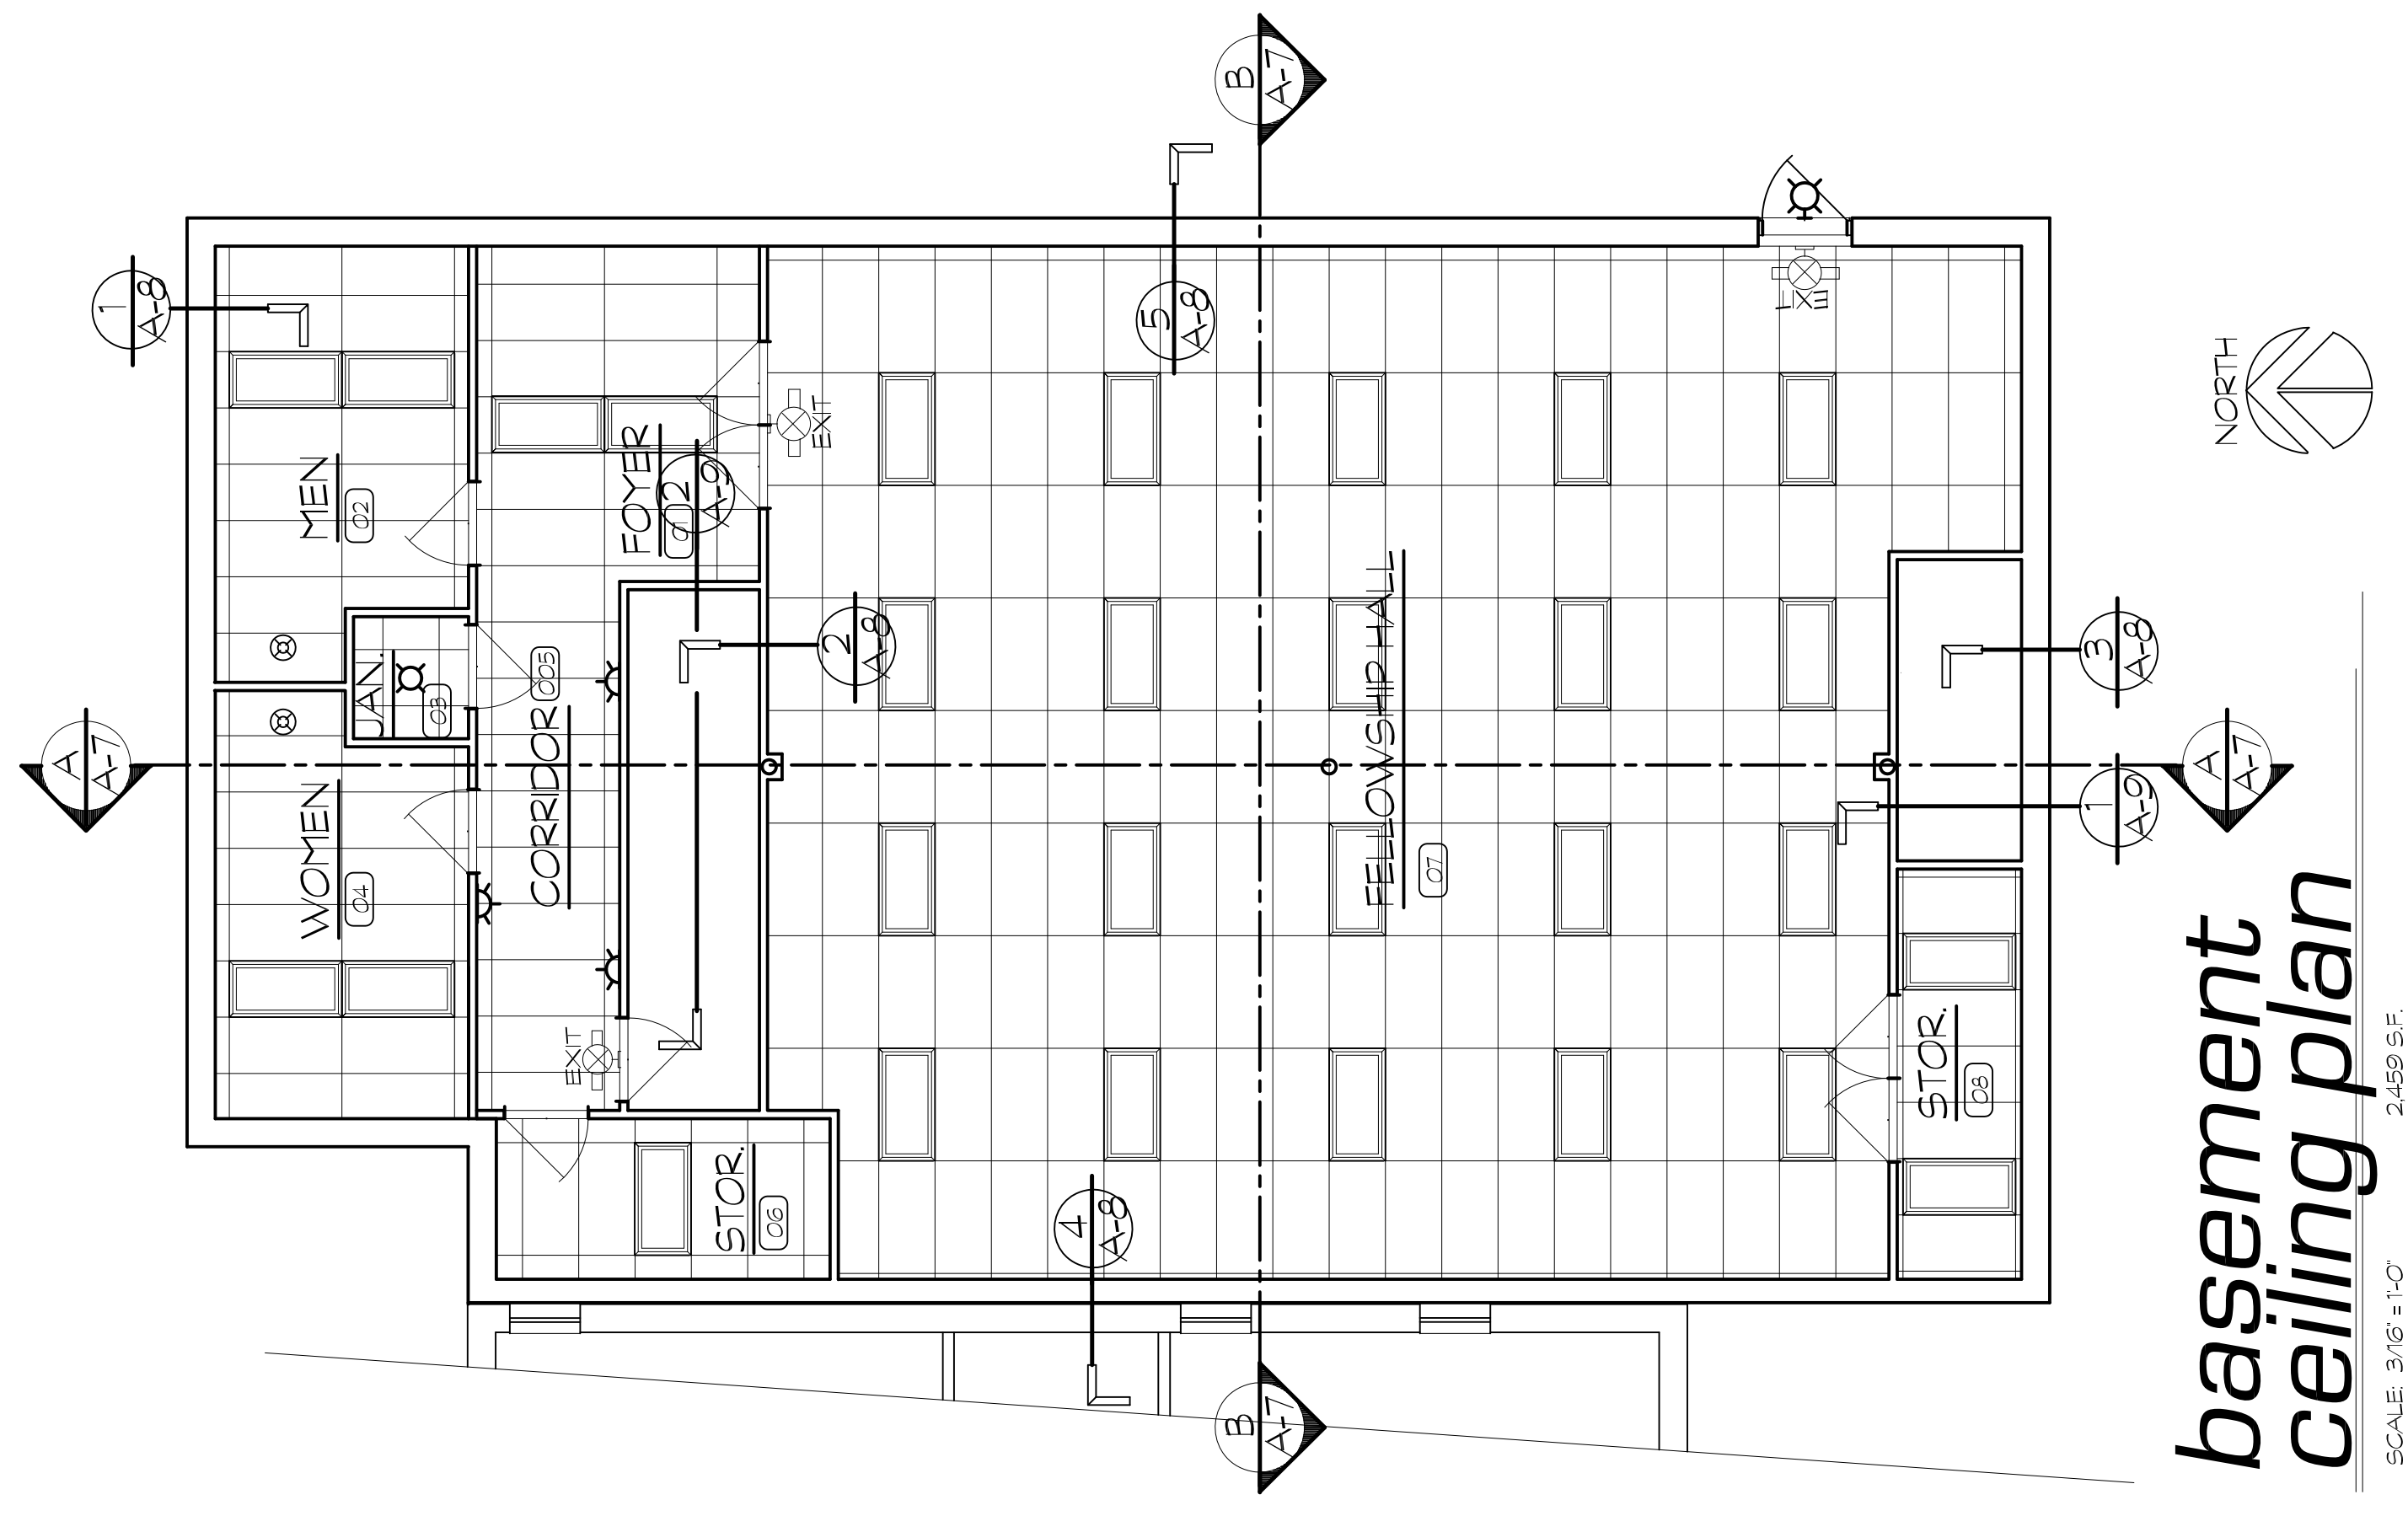 B
A-7
1
A-8
5
A-8
EXIT
NORTH
MEN
02
FOYER
01
2
A-9
EXIT
JAN.
03
005
CORRIDOR
2
A-8
FELLOWSHIP HALL
07
3
A-8
A
A-7
A
A-7
1
A-9
WOMEN
04
EXIT
STOR.
06
STOR.
08
4
A-8
B
A-7
basement
ceiling plan
SCALE: 3/16" = 1'-0"
2,459 S.F.